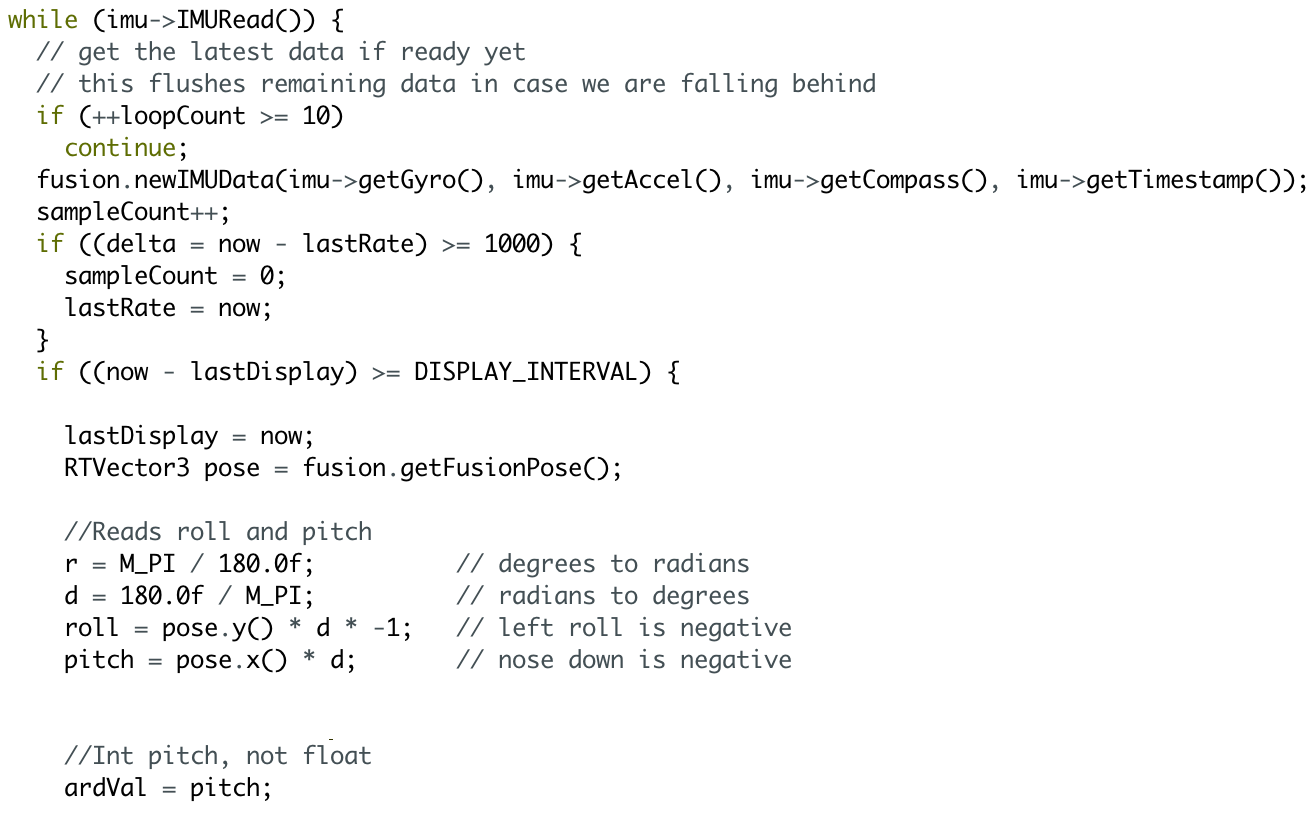 while (imu->IMURead()) {
  // get the latest data if ready yet
  // this flushes remaining data in case we are falling behind
  if (++loopCount >= 10)
    continue;
  fusion.newIMUData(imu->getGyro(), imu->getAccel(), imu->getCompass(), imu->getTimestamp());
  sampleCount++;
  if ((delta = now - lastRate) >= 1000) {
    sampleCount = 0;
    lastRate = now;
  }
  if ((now - lastDisplay) >= DISPLAY_INTERVAL) {

    lastDisplay = now;
    RTVector3 pose = fusion.getFusionPose();

    //Reads roll and pitch
    r = M_PI / 180.0f;          // degrees to radians
    d = 180.0f / M_PI;          // radians to degrees
    roll = pose.y() * d * -1;   // left roll is negative
    pitch = pose.x() * d;       // nose down is negative


    //Int pitch, not float
    ardVal = pitch;